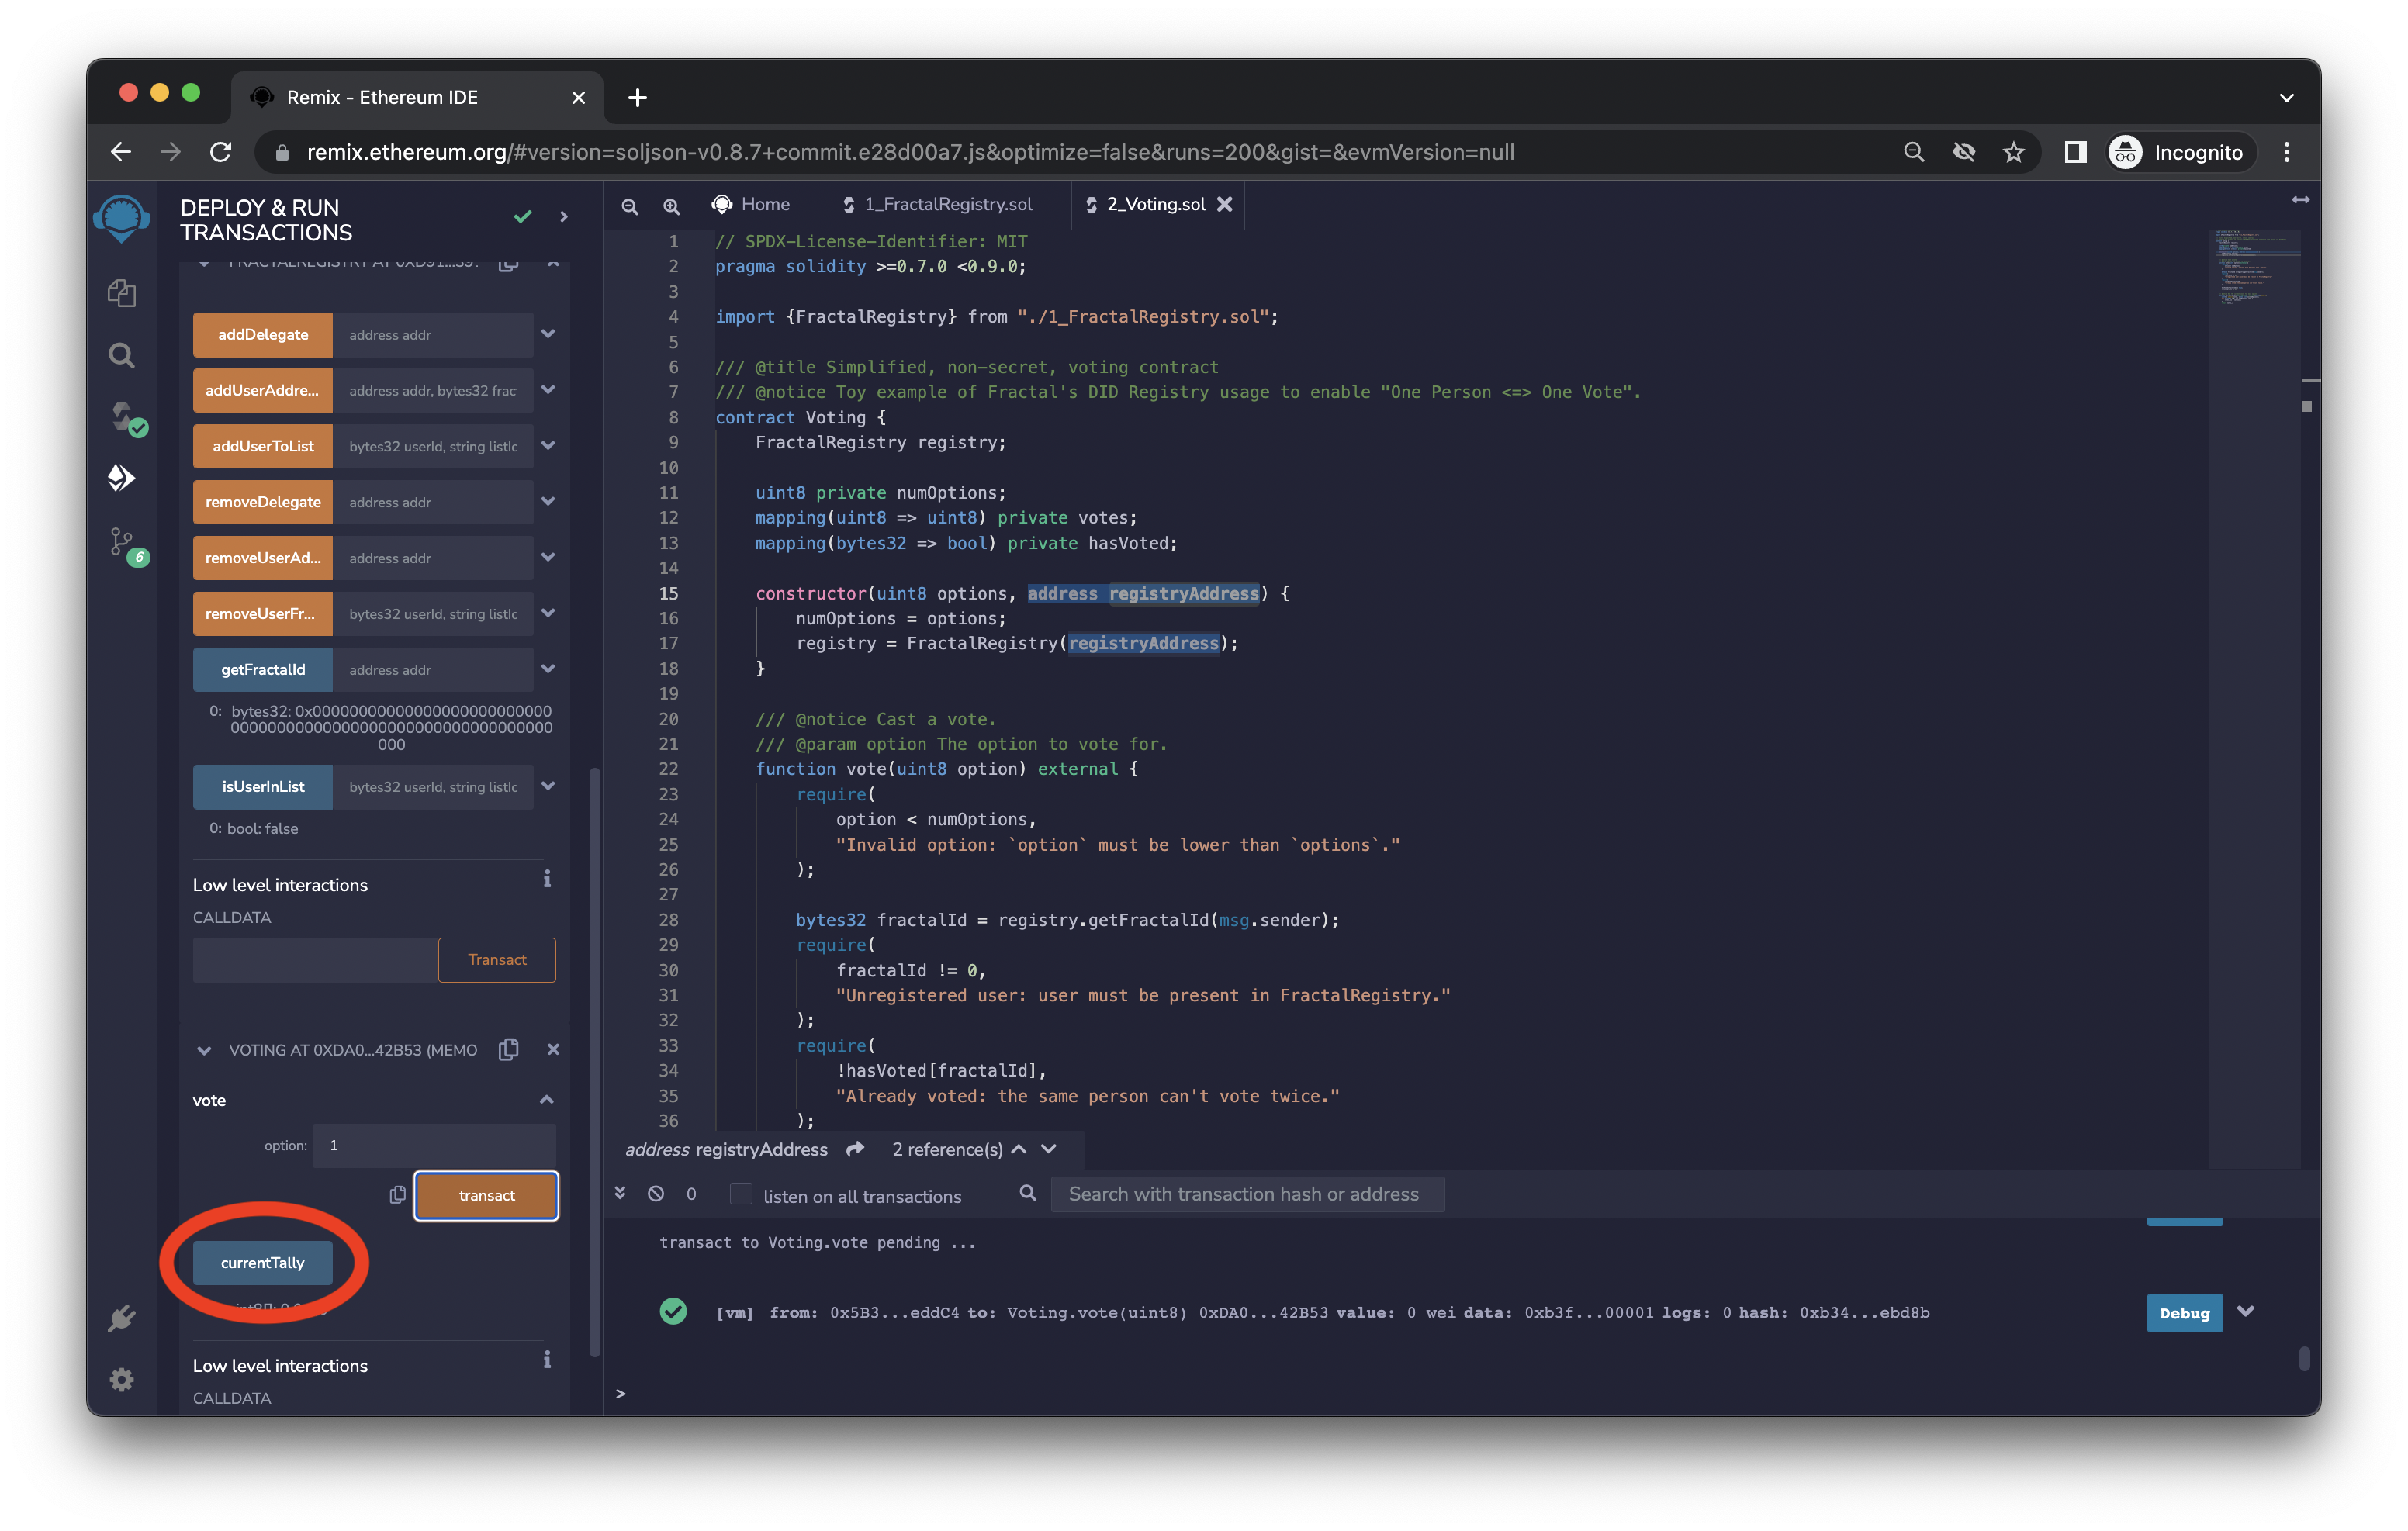 Remix - Ethereum IDE
remix.ethereum.org/#version=soljson-v0.8.7+commit.e28d00a7.js&optimize=false&runs=200&gist=&evmVersion=null
Incognito
DEPLOY & RUN
TRANSACTIONS
FRACTALREGISTRY AT 0XD91...39:
addDelegate address addr
addUserAddre... address addr, bytes32 frac
addUserToList bytes32 userId, string listId
removeDelegate address addr
removeUserAd... address addr
removeUserFr... bytes32 userId, string listId
getFractalId address addr
0: bytes32: 0x0000000000000000000000000
000000000000000000000000000000000000
000
isUserInList bytes32 userId, string listId
0: bool: false
Low level interactions
CALLDATA
Transact
VOTING AT 0XDA0...42B53 (MEMO
vote
option: 1
transact
currentTally
Low level interactions
CALLDATA
6
Home
1_FractalRegistry.sol
2_Voting.sol
1 // SPDX-License-Identifier: MIT
2 pragma solidity >=0.7.0 <0.9.0;
3
4 import {FractalRegistry} from "./1_FractalRegistry.sol";
5
6 /// @title Simplified, non-secret, voting contract
7 /// @notice Toy example of Fractal's DID Registry usage to enable "One Person <=> One Vote".
8 contract Voting {
9 FractalRegistry registry;
10
11 uint8 private numOptions;
12 mapping(uint8 => uint8) private votes;
13 mapping(bytes32 => bool) private hasVoted;
14
15 constructor(uint8 options, address registryAddress) {
16 numOptions = options;
17 registry = FractalRegistry(registryAddress);
18 }
19
20 /// @notice Cast a vote.
21 /// @param option The option to vote for.
22 function vote(uint8 option) external {
23 require(
24 option < numOptions,
25 "Invalid option: `option` must be lower than `options`."
26 );
27
28 bytes32 fractalId = registry.getFractalId(msg.sender);
29 require(
30 fractalId != 0,
31 "Unregistered user: user must be present in FractalRegistry."
32 );
33 require(
34 !hasVoted[fractalId],
35 "Already voted: the same person can't vote twice."
36 );
address registryAddress 2 reference(s)
0 listen on all transactions Search with transaction hash or address
transact to Voting.vote pending ...
[vm] from: 0x5B3...eddC4 to: Voting.vote(uint8) 0xDA0...42B53 value: 0 wei data: 0xb3f...00001 logs: 0 hash: 0xb34...ebd8b
Debug
>